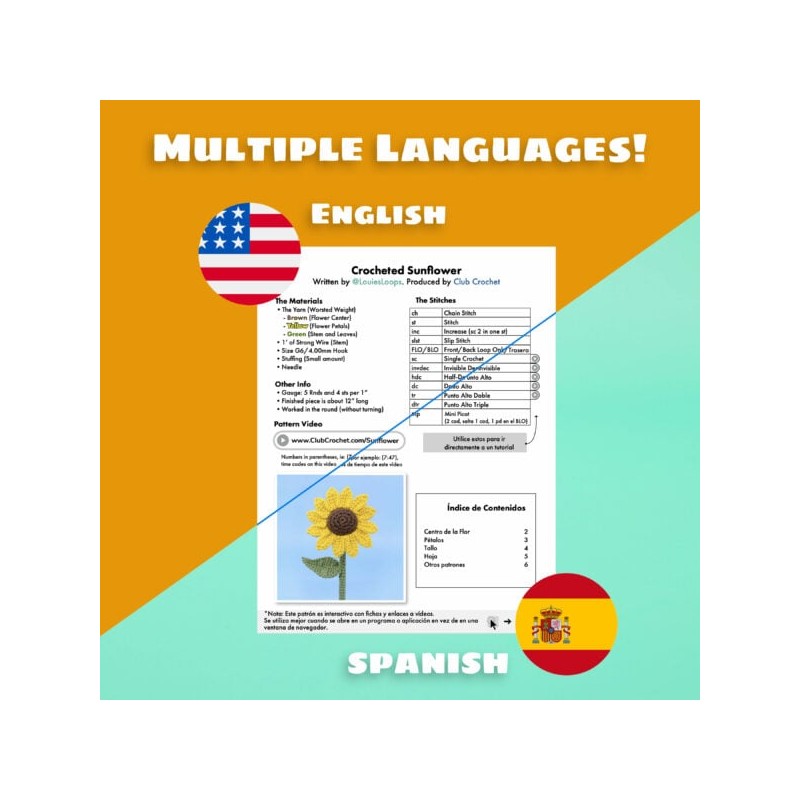 MULTIPLE LANGUAGES!
ENGLISH
Crocheted Sunflower
Written by @LouiesLoops. Produced by Club Crochet
The Materials
• The Yarn (Worsted Weight)
- Brown (Flower Center)
- Yellow (Flower Petals)
- Green (Stem and Leaves)
• 1' of Strong Wire (Stem)
• Size G6/4.00mm Hook
• Stuffing (Small amount)
• Needle
Other Info
• Gauge: 5 Rnds and 4 sts per 1"
• Finished piece is about 12" long
• Worked in the round (without turning)
Pattern Video
www.ClubCrochet.com/Sunflower
Numbers in parentheses, ie: por ejemplo: (7:47),
time codes on this video de tiempo de este video
The Stitches
ch Chain Stitch
st Stitch
inc Increase (sc 2 in one st)
slst Slip Stitch
FLO/BLO Front/Back Loop Only Trasera
sc Single Crochet
invdec Invisible
hdc Half-D Punto Alto
dc Alto
tr Punto Alto Doble
dtr Punto Alto Triple
Mini Picot
(2 cad, salta 1 cad, 1 pd en el BLO)
Utilice estos para ir
directamente a un tutorial
Índice de Contenidos
Centro de la Flor 2
Pétalos 3
Tallo 4
Hoja 5
Otros patrones 6
*Nota: Este patrón es interactivo con fichas y enlaces a vídeos.
Se utiliza mejor cuando se abre en un programa o aplicación en vez de en una
ventana de navegador.
SPANISH